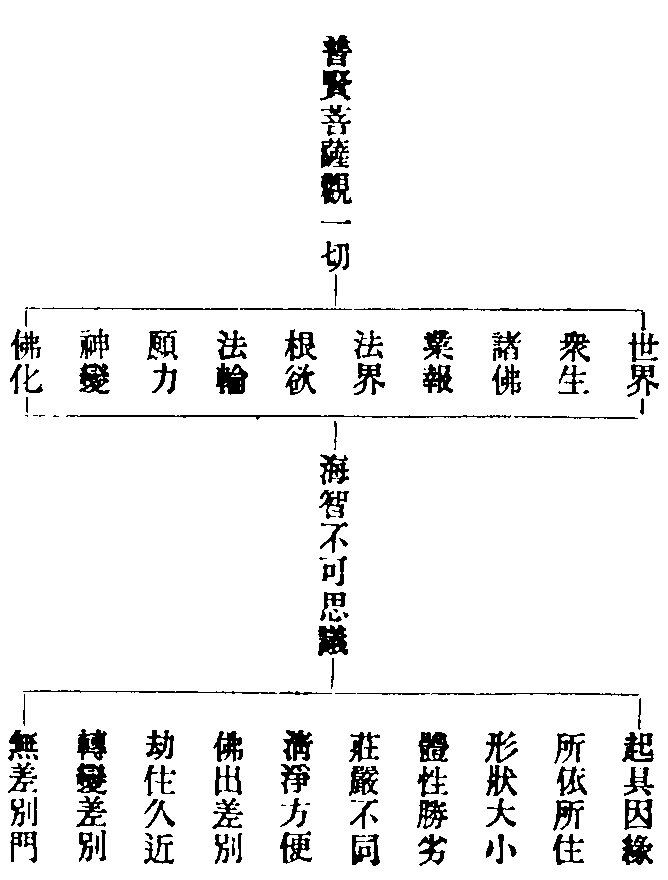 普賢菩薩觀一切
世界
衆生
諸佛
業報
法界
根欲
法輪
願力
神變
佛化
海智不可思議
起具因緣
所依所住
形狀大小
體性勝劣
莊嚴不同
清淨方便
佛出差別
劫住久近
轉變差別
無差別門